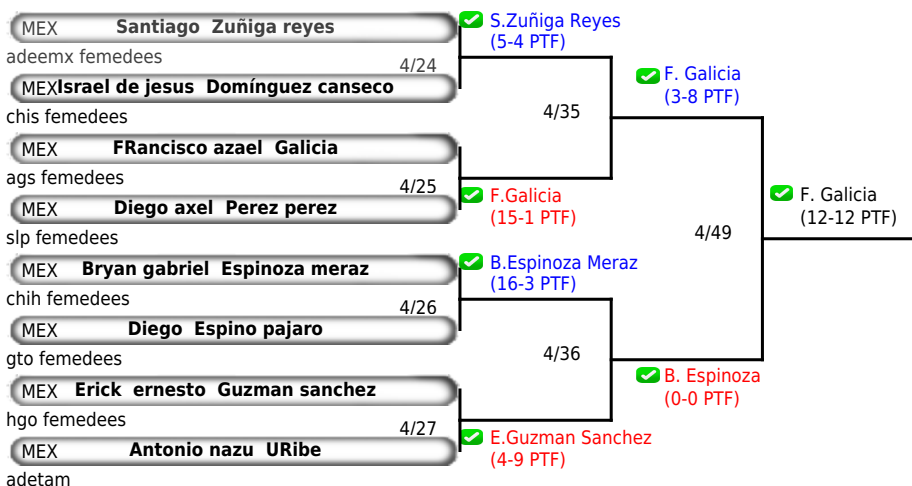 MEX Santiago Zuñiga reyes
adeemx femedees
4/24
MEX Israel de jesus Domínguez canseco
chis femedees
MEX FRancisco azael Galicia
ags femedees
4/25
MEX Diego axel Perez perez
slp femedees
MEX Bryan gabriel Espinoza meraz
chih femedees
4/26
MEX Diego Espino pajaro
gto femedees
MEX Erick ernesto Guzman sanchez
hgo femedees
4/27
MEX Antonio nazu URibe
adetam
S.Zuñiga Reyes
(5-4 PTF)
4/35
F.Galicia
(15-1 PTF)
B.Espinoza Meraz
(16-3 PTF)
4/36
E.Guzman Sanchez
(4-9 PTF)
F. Galicia
(3-8 PTF)
4/49
B. Espinoza
(0-0 PTF)
F. Galicia
(12-12 PTF)